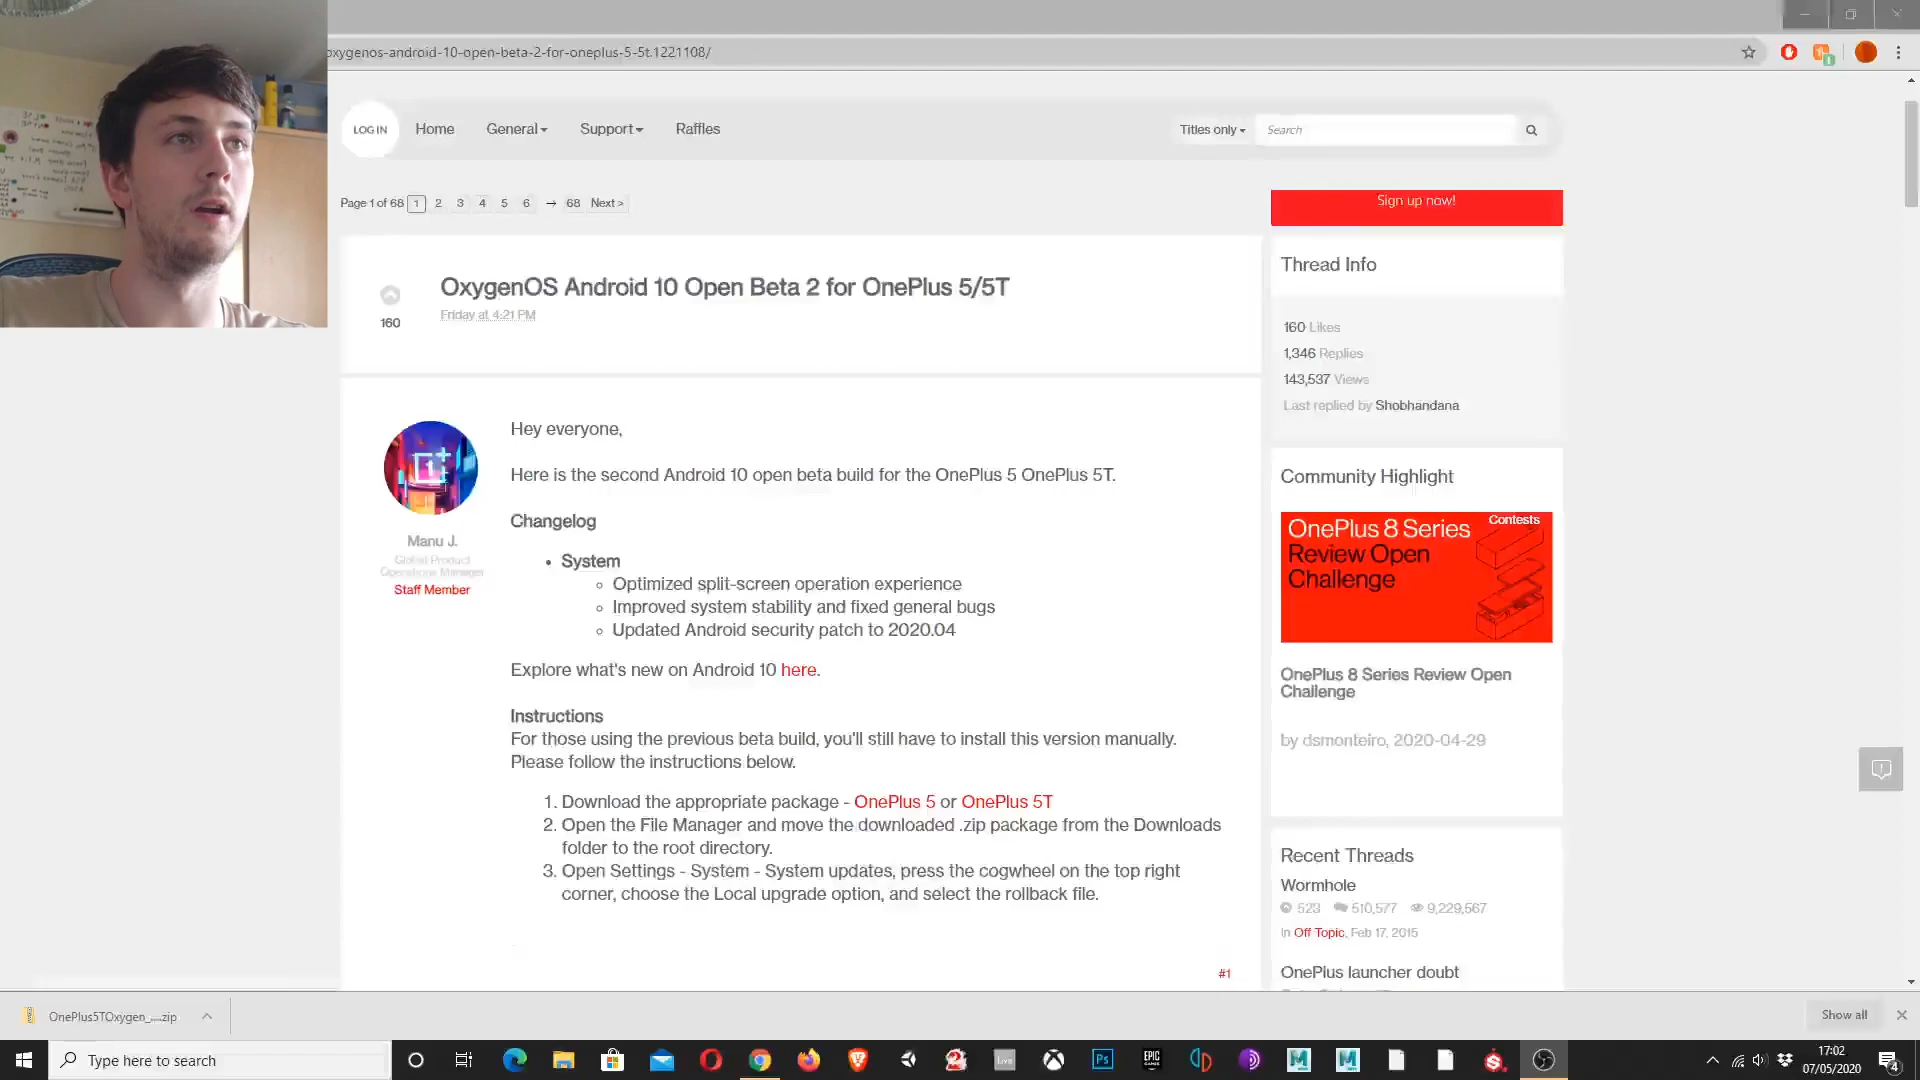 oxygenos-android-10-open-beta-2-for-oneplus-5-5t.1221108/
LOG IN
Home
General
Support
Raffles
Titles only
Search
Page 1 of 68 1 2 3 4 5 6 → 68 Next >
Sign up now!
160
OxygenOS Android 10 Open Beta 2 for OnePlus 5/5T
Friday at 4:21 PM
Manu J.
Global Product
Operations Manager
Staff Member
Hey everyone,
Here is the second Android 10 open beta build for the OnePlus 5 OnePlus 5T.
Changelog
System
Optimized split-screen operation experience
Improved system stability and fixed general bugs
Updated Android security patch to 2020.04
Explore what's new on Android 10 here.
Instructions
For those using the previous beta build, you'll still have to install this version manually.
Please follow the instructions below.
1. Download the appropriate package - OnePlus 5 or OnePlus 5T
2. Open the File Manager and move the downloaded .zip package from the Downloads
folder to the root directory.
3. Open Settings - System - System updates, press the cogwheel on the top right
corner, choose the Local upgrade option, and select the rollback file.
#1
Thread Info
160 Likes
1,346 Replies
143,537 Views
Last replied by Shobhandana
Community Highlight
OnePlus 8 Series
Contests
Review Open
Challenge
OnePlus 8 Series Review Open
Challenge
by dsmonteiro, 2020-04-29
Recent Threads
Wormhole
523 510,577 9,229,567
In Off Topic, Feb 17, 2015
OnePlus launcher doubt
OnePlus5TOxygen_....zip
Show all
Type here to search
Live
Ps
EPIC
GAMES
17:02
07/05/2020
4